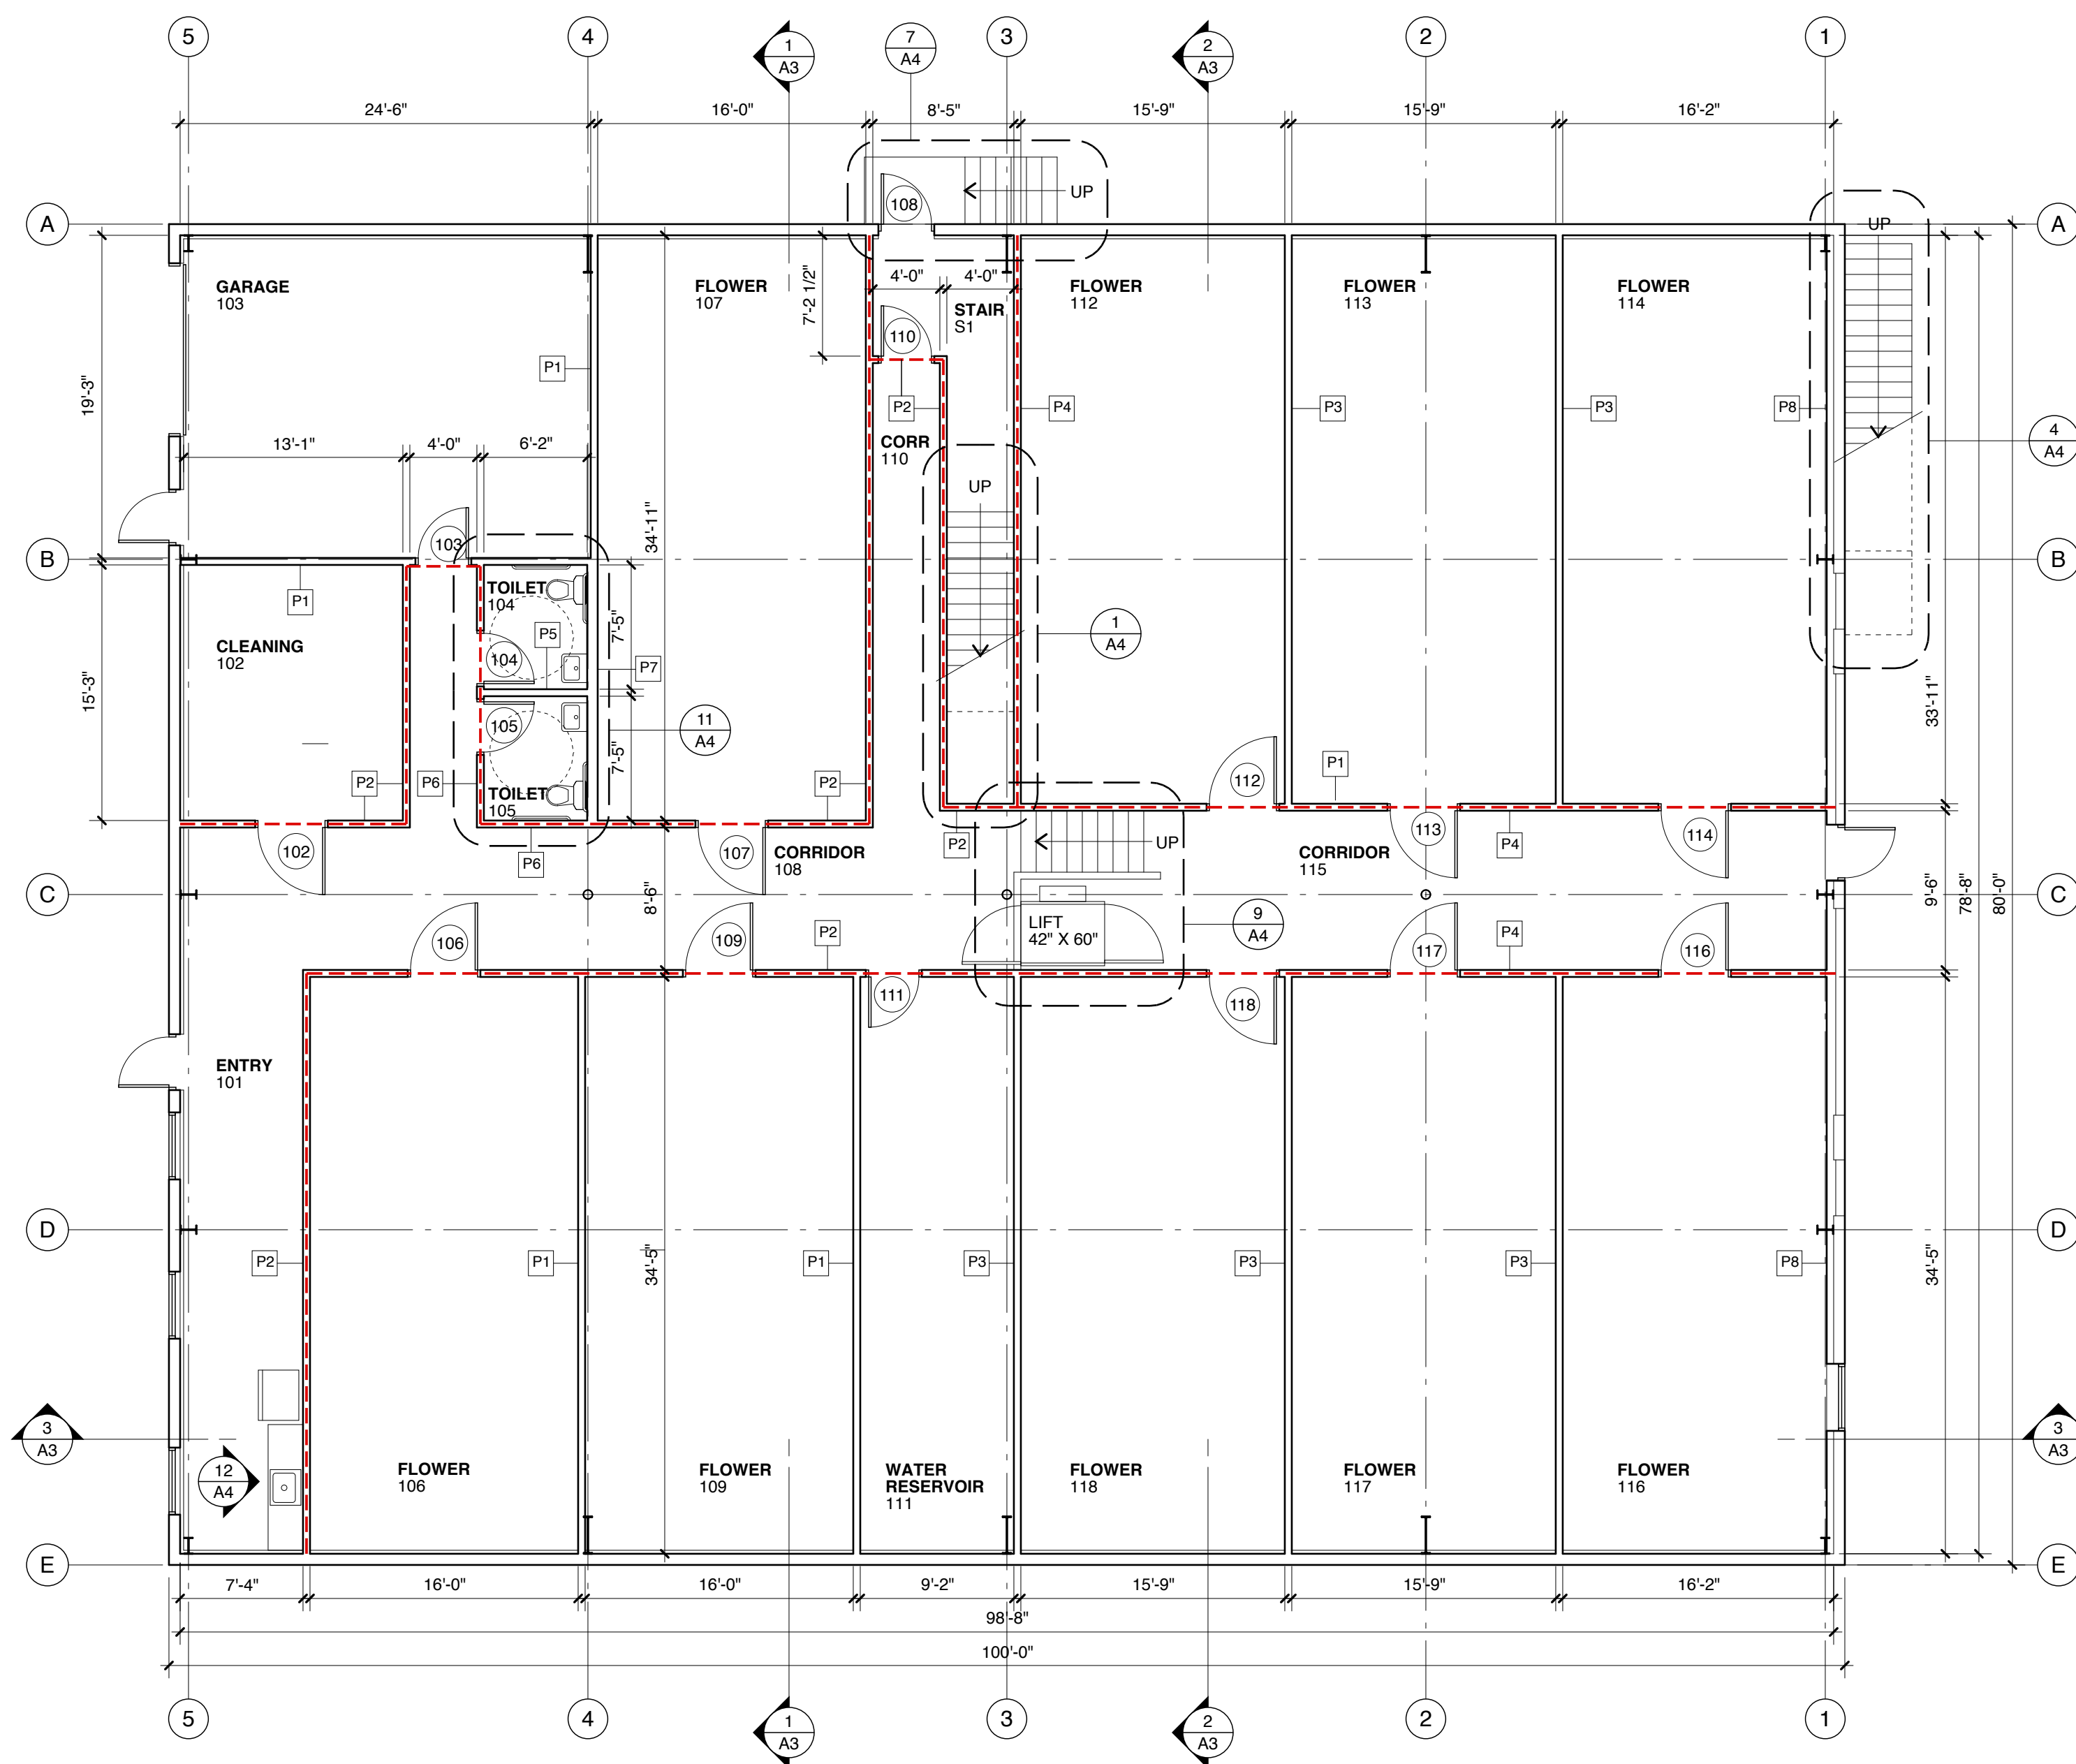 5
4
1
A3
7
A4
3
2
A3
2
1
24'-6"
16'-0"
8'-5"
15'-9"
15'-9"
16'-2"
UP
108
A
A
UP
GARAGE
103
FLOWER
107
7'-2 1/2"
4'-0"
4'-0"
STAIR
S1
FLOWER
112
FLOWER
113
FLOWER
114
110
P1
19'-3"
P2
P4
P3
P3
P8
4
A4
13'-1"
4'-0"
6'-2"
CORR
110
UP
34'-11"
103
B
B
TOILET
104
P1
7'-5"
P5
1
A4
CLEANING
102
104
P7
15'-3"
33'-11"
105
11
A4
7'-5"
P2
P6
TOILET
105
P2
112
P1
102
P6
107
CORRIDOR
108
P2
UP
CORRIDOR
115
113
P4
114
C
C
8'-6"
9'-6"
78'-8"
80'-0"
LIFT
42" X 60"
9
A4
106
109
P2
117
P4
116
111
118
ENTRY
101
D
D
P2
P1
34'-5"
P1
P3
P3
P3
P8
34'-5"
3
A3
3
A3
12
A4
FLOWER
106
FLOWER
109
WATER
RESERVOIR
111
FLOWER
118
FLOWER
117
FLOWER
116
E
E
7'-4"
16'-0"
16'-0"
9'-2"
15'-9"
15'-9"
16'-2"
98'-8"
100'-0"
5
4
1
A3
3
2
A3
2
1